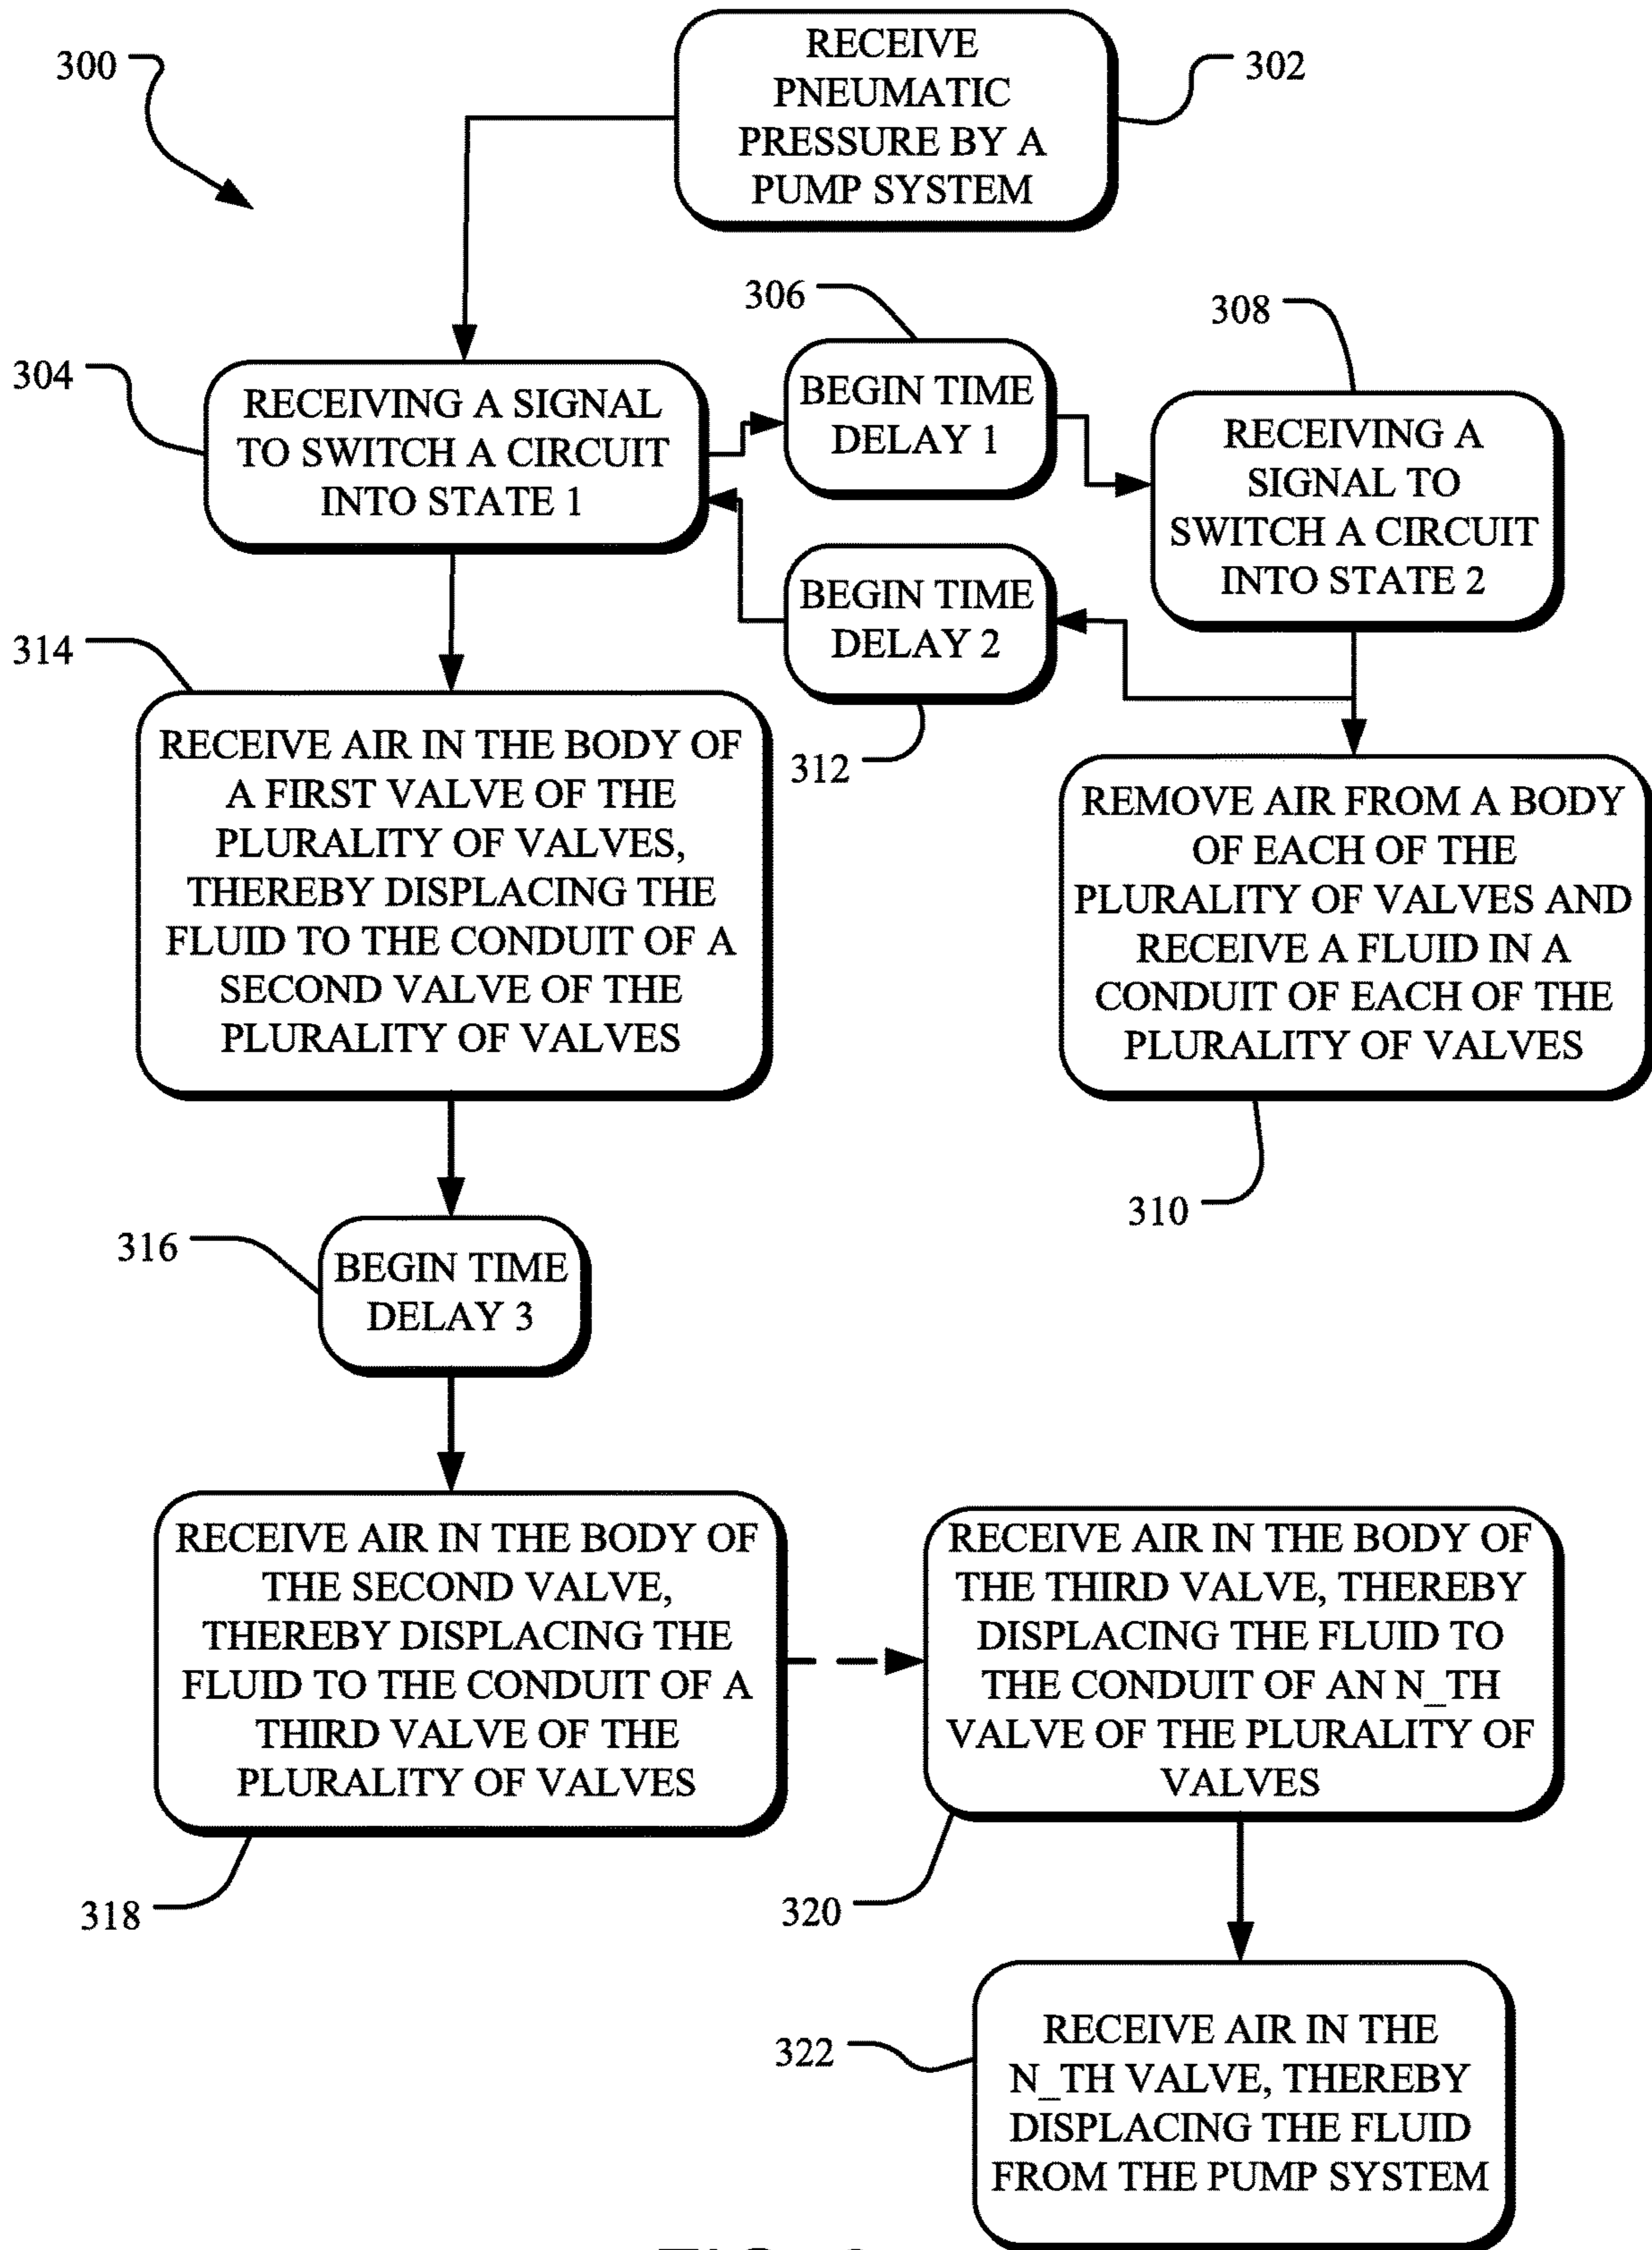 300
RECEIVE
PNEUMATIC
PRESSURE BY A
PUMP SYSTEM
302
304
RECEIVING A SIGNAL
TO SWITCH A CIRCUIT
INTO STATE 1
306
BEGIN TIME
DELAY 1
308
RECEIVING A
SIGNAL TO
SWITCH A CIRCUIT
INTO STATE 2
BEGIN TIME
DELAY 2
312
314
RECEIVE AIR IN THE BODY OF
A FIRST VALVE OF THE
PLURALITY OF VALVES,
THEREBY DISPLACING THE
FLUID TO THE CONDUIT OF A
SECOND VALVE OF THE
PLURALITY OF VALVES
REMOVE AIR FROM A BODY
OF EACH OF THE
PLURALITY OF VALVES AND
RECEIVE A FLUID IN A
CONDUIT OF EACH OF THE
PLURALITY OF VALVES
310
316
BEGIN TIME
DELAY 3
RECEIVE AIR IN THE BODY OF
THE SECOND VALVE,
THEREBY DISPLACING THE
FLUID TO THE CONDUIT OF A
THIRD VALVE OF THE
PLURALITY OF VALVES
318
RECEIVE AIR IN THE BODY OF
THE THIRD VALVE, THEREBY
DISPLACING THE FLUID TO
THE CONDUIT OF AN N_TH
VALVE OF THE PLURALITY OF
VALVES
320
322
RECEIVE AIR IN THE
N_TH VALVE, THEREBY
DISPLACING THE FLUID
FROM THE PUMP SYSTEM